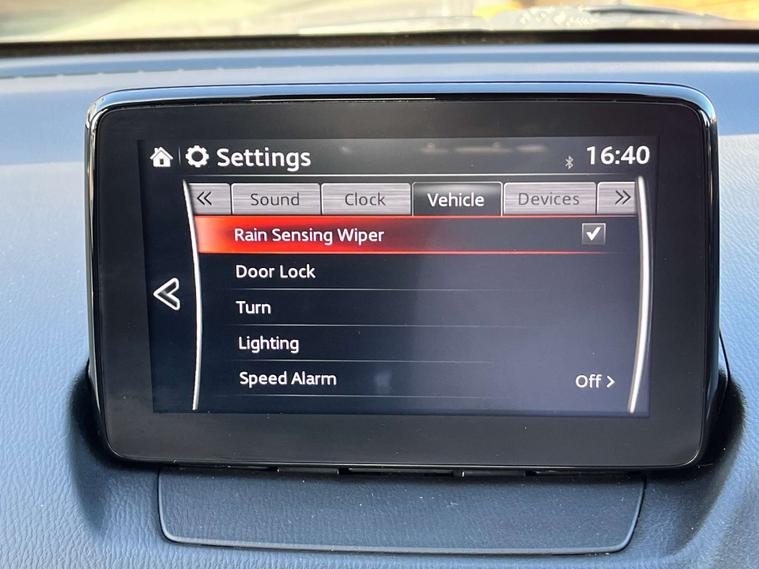 Settings 16:40
« Sound Clock Vehicle Devices »
Rain Sensing Wiper
Door Lock
Turn
Lighting
Speed Alarm Off >